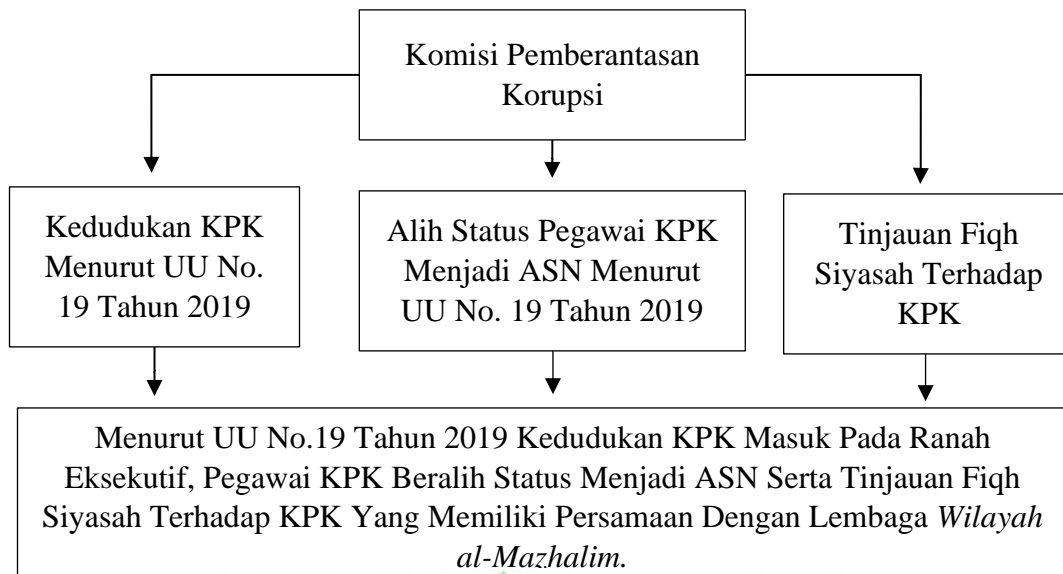 Komisi Pemberantasan
Korupsi
Kedudukan KPK
Menurut UU No.
19 Tahun 2019
Alih Status Pegawai KPK
Menjadi ASN Menurut
UU No. 19 Tahun 2019
Tinjauan Fiqh
Siyasah Terhadap
KPK
Menurut UU No.19 Tahun 2019 Kedudukan KPK Masuk Pada Ranah
Eksekutif, Pegawai KPK Beralih Status Menjadi ASN Serta Tinjauan Fiqh
Siyasah Terhadap KPK Yang Memiliki Persamaan Dengan Lembaga Wilayah
al-Mazhalim.